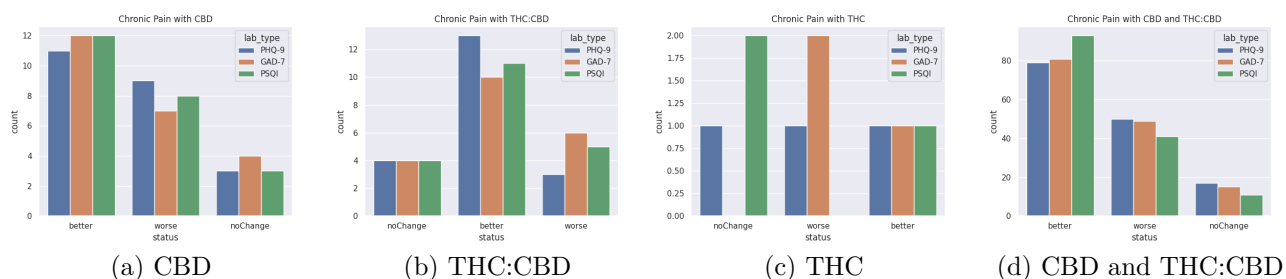 Chronic Pain with CBD
12
10
8
6
4
2
0
count
lab_type
PHQ-9
GAD-7
PSQI
better
worse
noChange
status
(a) CBD
Chronic Pain with THC:CBD
12
10
8
6
4
2
0
count
lab_type
PHQ-9
GAD-7
PSQI
noChange
better
worse
status
(b) THC:CBD
Chronic Pain with THC
2.00
1.75
1.50
1.25
1.00
0.75
0.50
0.25
0.00
count
lab_type
PHQ-9
GAD-7
PSQI
noChange
worse
better
status
(c) THC
Chronic Pain with CBD and THC:CBD
80
60
40
20
0
count
lab_type
PHQ-9
GAD-7
PSQI
better
worse
noChange
status
(d) CBD and THC:CBD